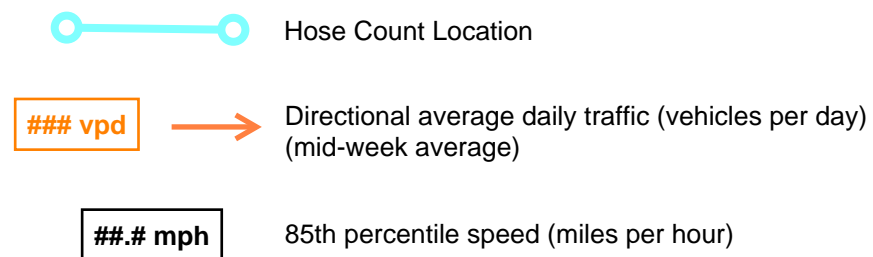 Hose Count Location
### vpd
Directional average daily traffic (vehicles per day)
(mid-week average)
##.# mph
85th percentile speed (miles per hour)